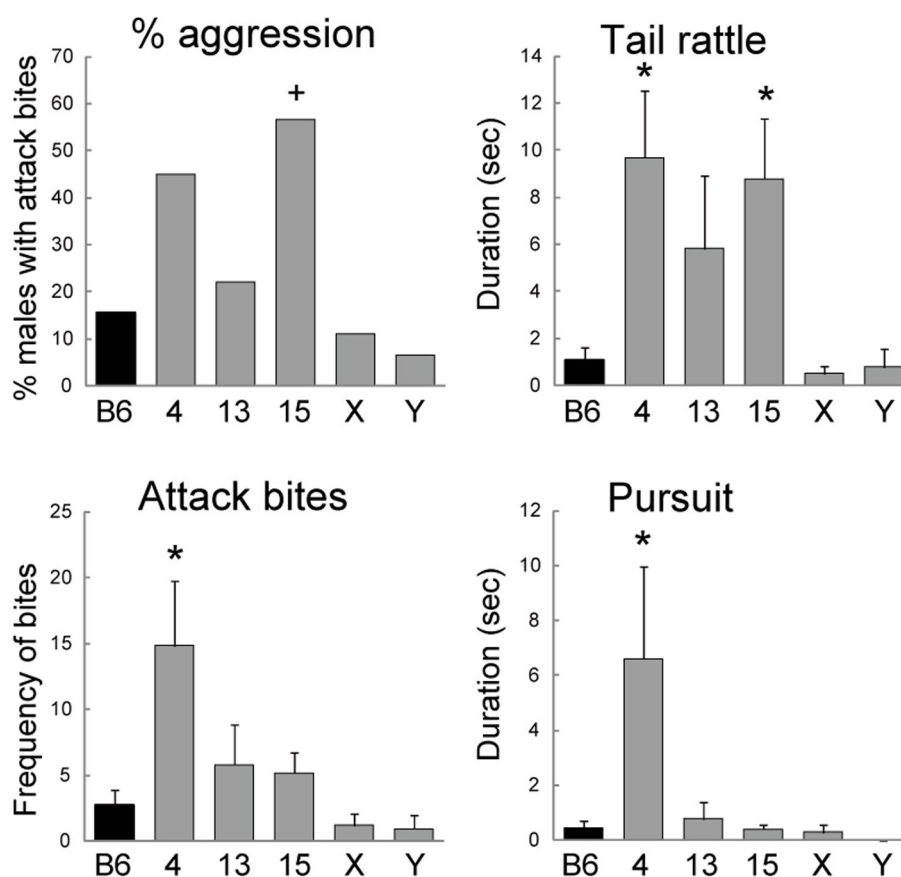 % aggression
% males with attack bites
70
60
50
40
30
20
10
0
+
B6 4 13 15 X Y
Tail rattle
Duration (sec)
14
12
10
8
6
4
2
0
* *
B6 4 13 15 X Y
Attack bites
Frequency of bites
25
20
15
10
5
0
*
B6 4 13 15 X Y
Pursuit
Duration (sec)
12
10
8
6
4
2
0
*
B6 4 13 15 X Y